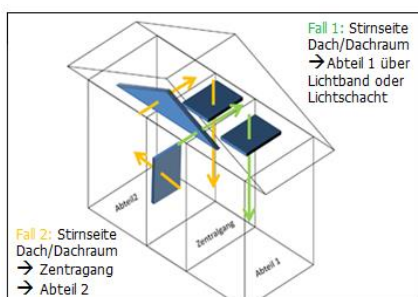 Fall 1: Stirnseite
Dach/Dachraum
→ Abteil 1 über
Lichtband oder
Lichtschacht
Abteil2
Zentralgang
Abteil 1
Fall 2: Stirnseite
Dach/Dachraum
→ Zentragang
→ Abteil 2